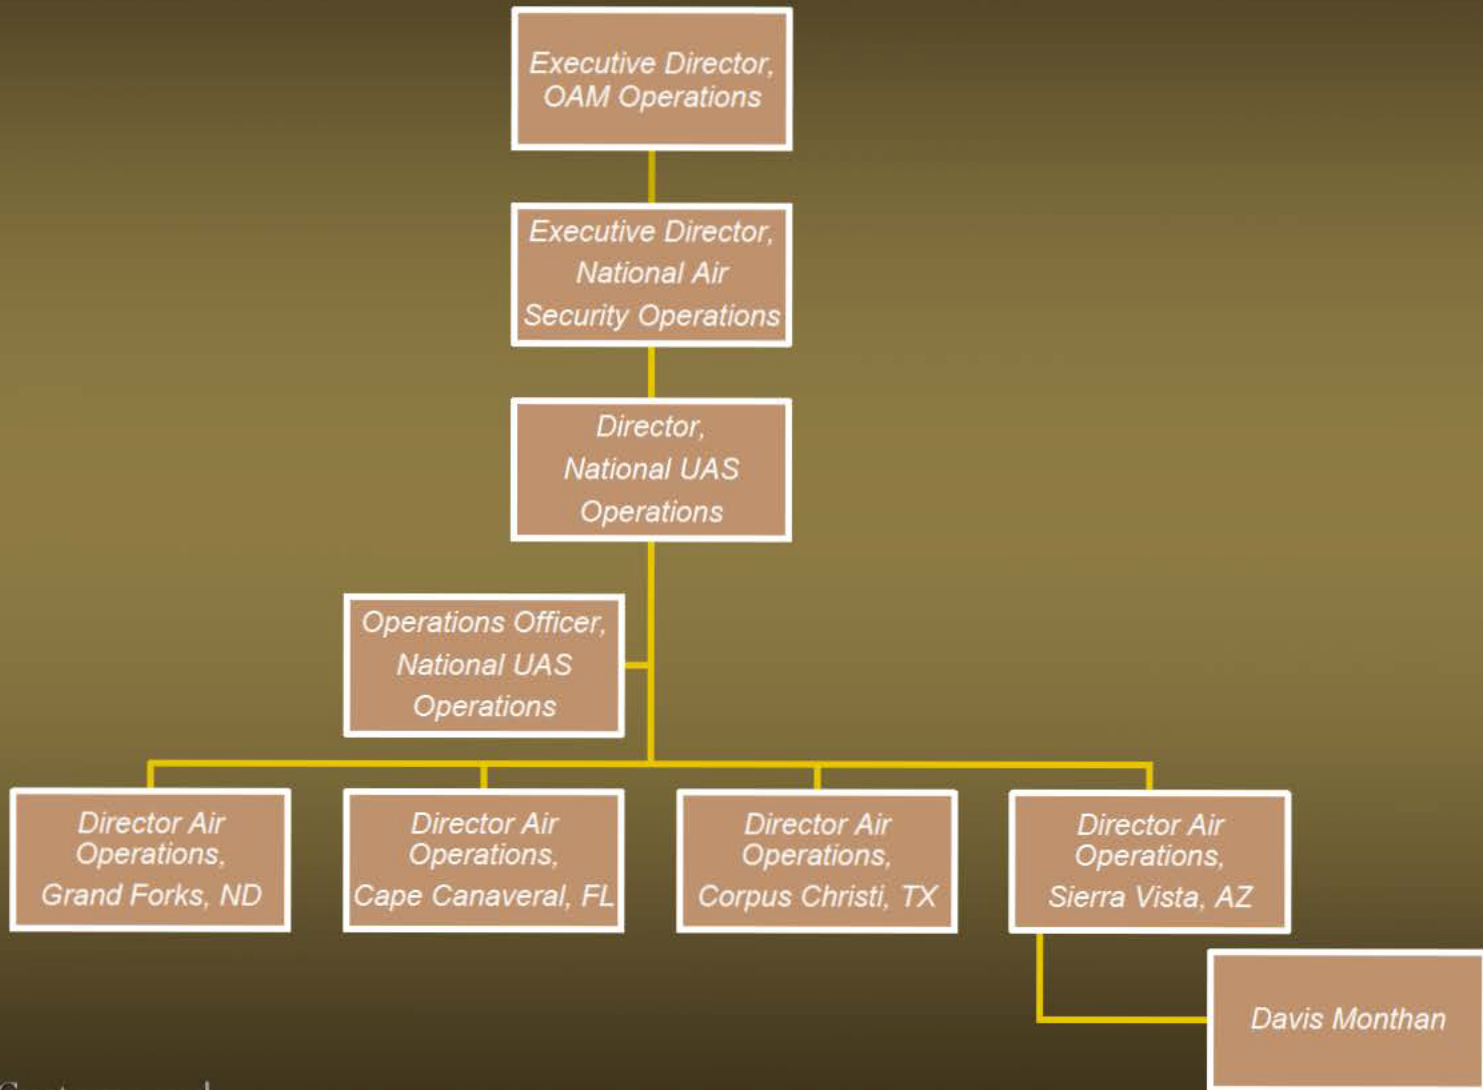 Executive Director,
OAM Operations
Executive Director,
National Air
Security Operations
Director,
National UAS
Operations
Operations Officer,
National UAS
Operations
Director Air
Operations,
Grand Forks, ND
Director Air
Operations,
Cape Canaveral, FL
Director Air
Operations,
Corpus Christi, TX
Director Air
Operations,
Sierra Vista, AZ
Davis Monthan